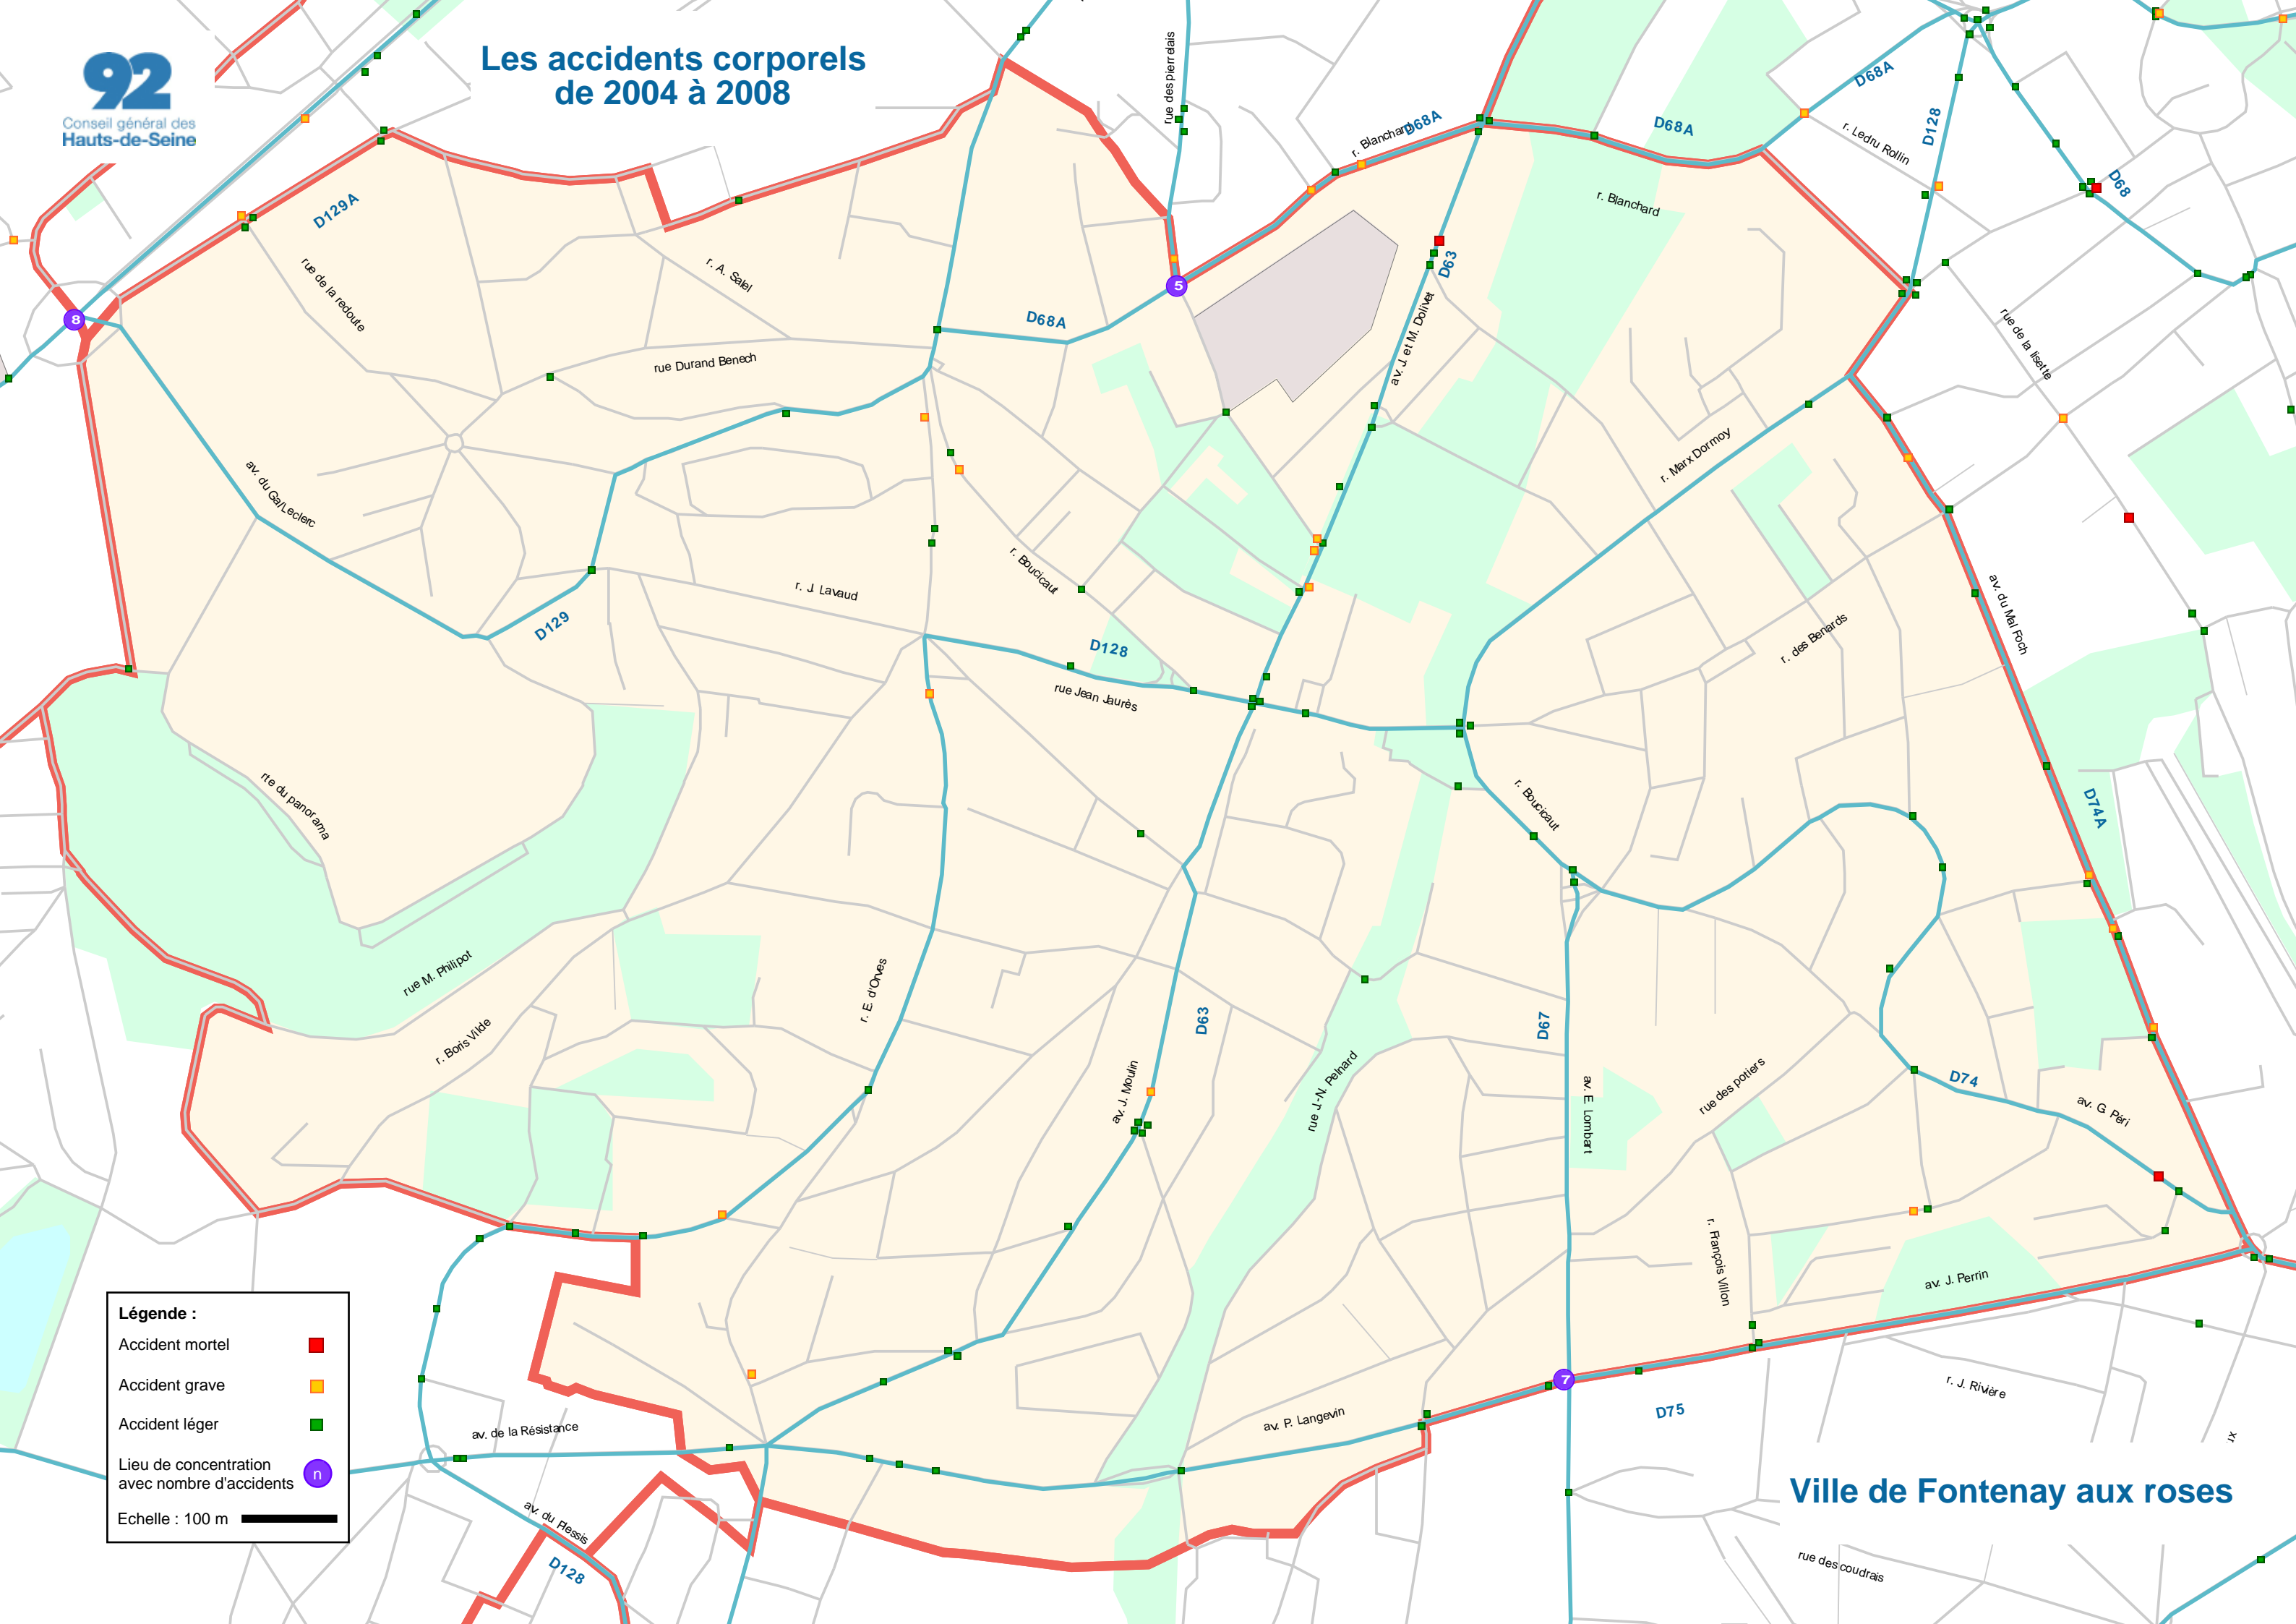 Les accidents corporels
de 2004 à 2008
92
Conseil général des
Hauts-de-Seine
rue des pierrelais
r. Blanchard
D68A
D68A
D68A
D128
r. Ledru Rollin
D68
D129A
rue de la redoute
r. A. Salel
r. Blanchard
D63
5
8
D68A
av. J. et M. Dolivet
rue de la lisette
rue Durand Benech
r. Marx Dormoy
av. du Gal Leclerc
r. Boucicaut
r. J. Lavaud
D129
D128
rue Jean Jaurès
r. des Benards
av. du Mal Foch
rte du panorama
r. Boucicaut
D74A
rue M. Philipot
r. E. d'Orves
r. Boris Vilde
D63
D67
av. J. Moulin
rue J.-N. Pelnard
av. E. Lombart
rue des potiers
D74
av. G. Péri
r. François Villon
av. J. Perrin
Légende :
Accident mortel
Accident grave
Accident léger
Lieu de concentration
avec nombre d'accidents
n
Echelle : 100 m
av. de la Résistance
av. P. Langevin
7
D75
r. J. Rivière
av. du Plessis
D128
Ville de Fontenay aux roses
rue des coudrais